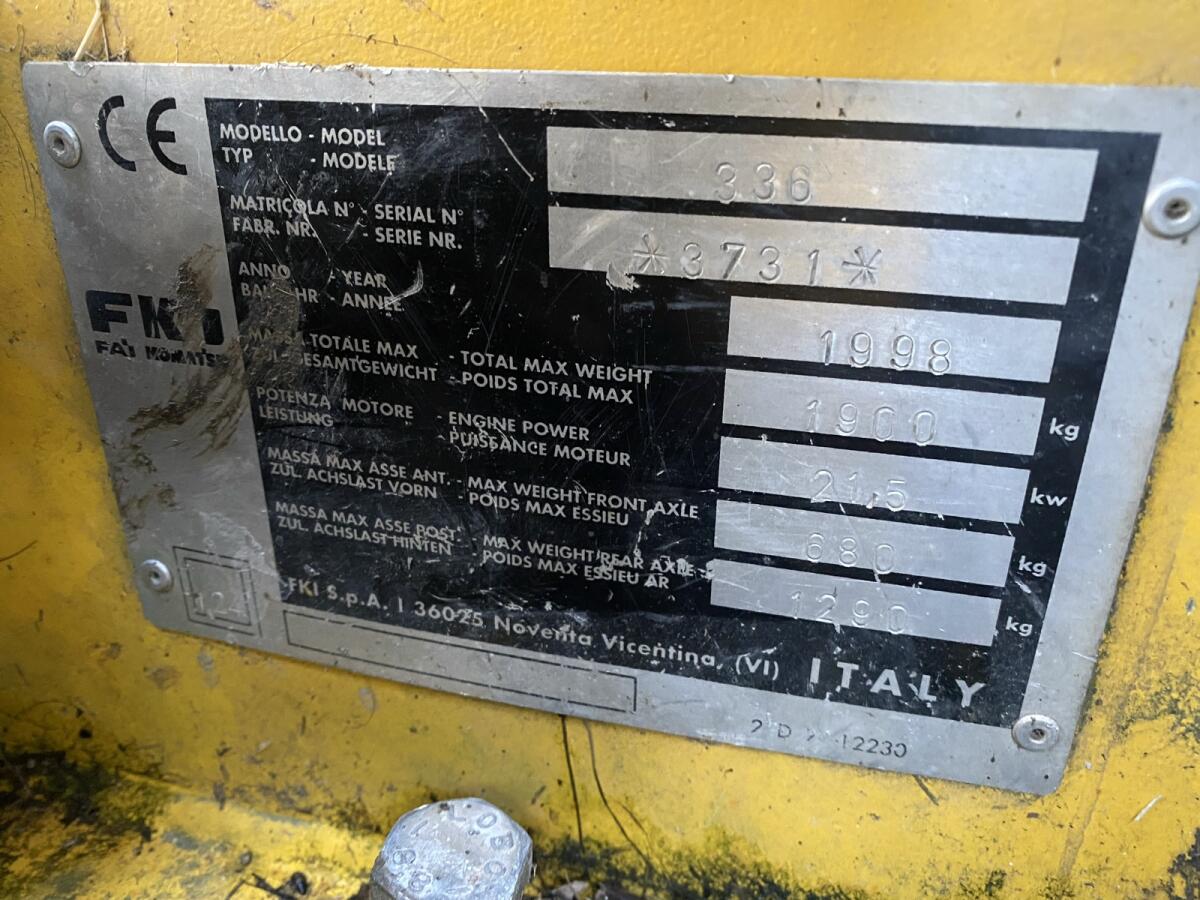 CE
MODELLO - MODEL
TYP - MODELE
336
MATRICOLA N° - SERIAL N°
FABR. NR. - SERIE NR.
*3731*
ANNO - YEAR
BAUJAHR - ANNEE
1998
FKI
FAI KOMATSU
MASSA TOTALE MAX - TOTAL MAX WEIGHT
ZUL. GESAMTGEWICHT - POIDS TOTAL MAX
1900 kg
POTENZA MOTORE - ENGINE POWER
LEISTUNG - PUISSANCE MOTEUR
21,5 kw
MASSA MAX ASSE ANT. - MAX WEIGHT FRONT AXLE
ZUL. ACHSLAST VORN - POIDS MAX ESSIEU
680 kg
MASSA MAX ASSE POST. - MAX WEIGHT REAR AXLE
ZUL. ACHSLAST HINTEN - POIDS MAX ESSIEU AR
1290 kg
FKI S.p.A. I 36025 Noventa Vicentina, (VI) ITALY
12230
8.8